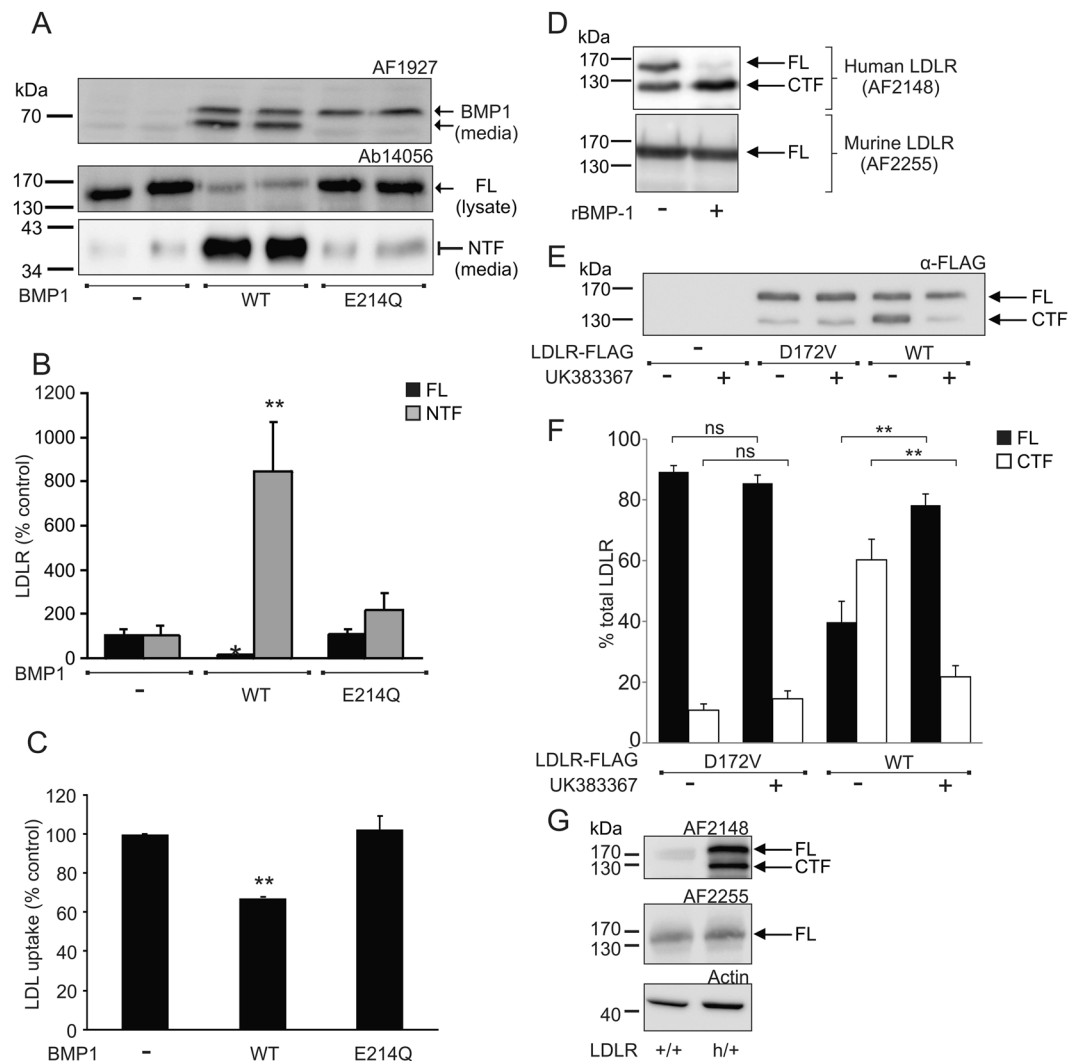 A
AF1927
kDa
70
BMP1
(media)
Ab14056
170
130
FL
(lysate)
43
34
NTF
(media)
BMP1
-
WT
E214Q
B
FL
NTF
LDLR (% control)
1200
1000
800
600
400
200
0
*
**
BMP1
-
WT
E214Q
C
LDL uptake (% control)
120
100
80
60
40
20
0
**
BMP1
-
WT
E214Q
D
kDa
170
130
FL
CTF
Human LDLR
(AF2148)
170
130
FL
Murine LDLR
(AF2255)
rBMP-1
- +
E
α-FLAG
kDa
170
130
FL
CTF
LDLR-FLAG
- D172V WT
UK383367
- + - + - +
F
FL
CTF
% total LDLR
100
80
60
40
20
0
ns
ns
**
**
LDLR-FLAG
D172V WT
UK383367
- + - +
G
kDa
AF2148
170
130
FL
CTF
AF2255
170
130
FL
Actin
40
LDLR +/+ h/+